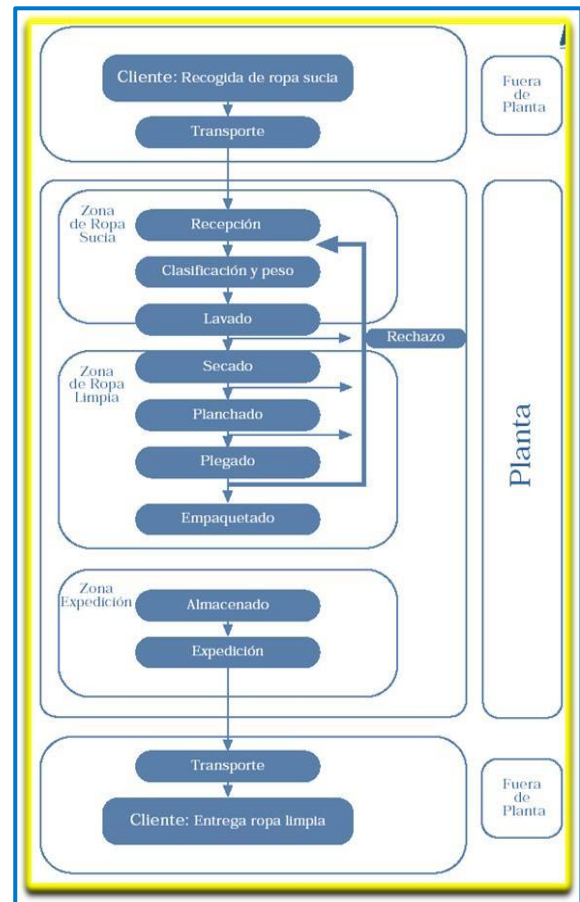 Cliente: Recogida de ropa sucia
Fuera
de
Planta
Transporte
Zona
de Ropa
Sucia
Recepción
Clasificación y peso
Lavado
Rechazo
Zona
de Ropa
Limpia
Secado
Planchado
Plegado
Empaquetado
Planta
Zona
Expedición
Almacenado
Expedición
Transporte
Cliente: Entrega ropa limpia
Fuera
de
Planta